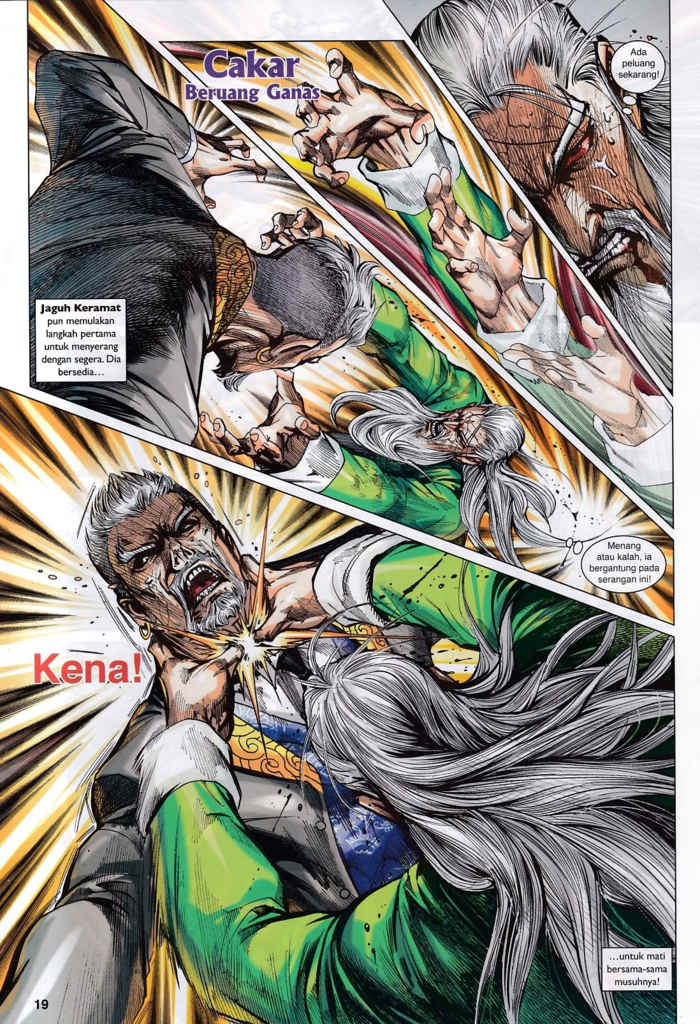 Cakar
Beruang Ganas
Ada
peluang
sekarang!
Jaguh Keramat
pun memulakan
langkah pertama
untuk menyerang
dengan segera. Dia
bersedia…
Menang
atau kalah, ia
bergantung pada
serangan ini!
Kena!
…untuk mati
bersama-sama
musuhnya!
19